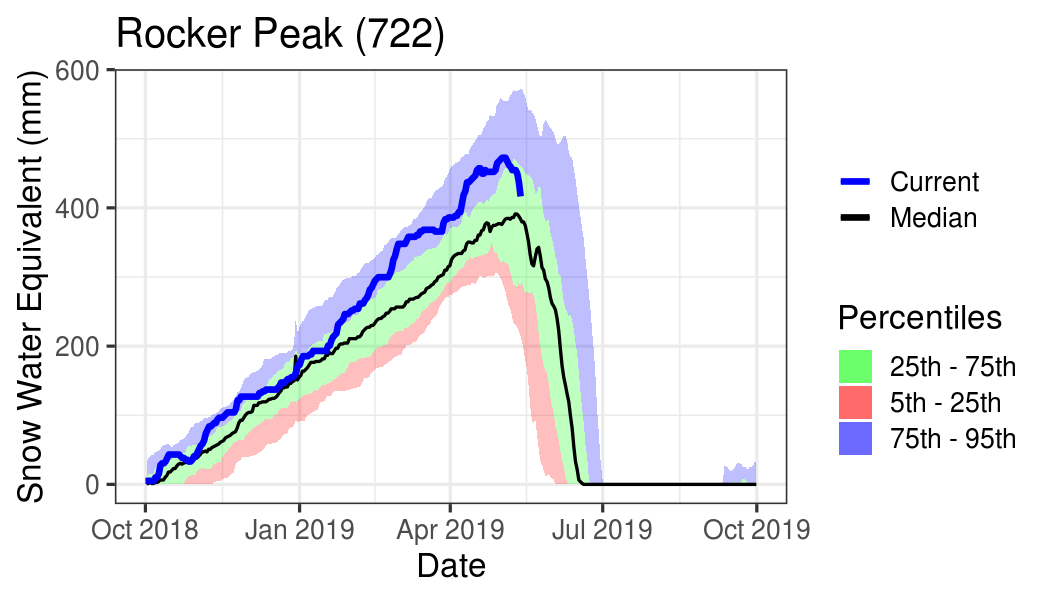 Rocker Peak (722)
Snow Water Equivalent (mm)
600
400
200
0
Oct 2018
Jan 2019
Apr 2019
Jul 2019
Oct 2019
Date
Current
Median
Percentiles
25th - 75th
5th - 25th
75th - 95th